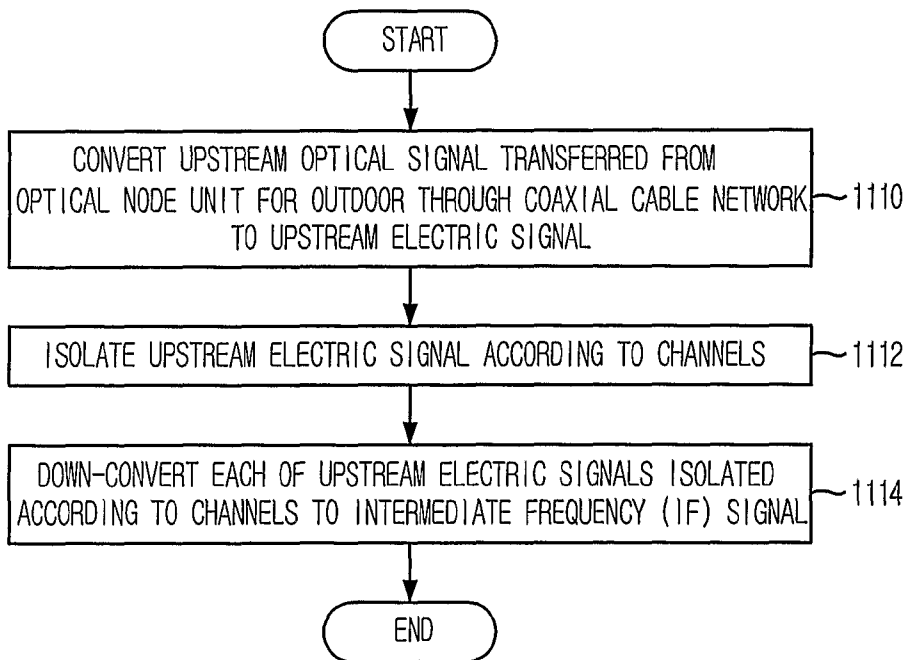 START
CONVERT UPSTREAM OPTICAL SIGNAL TRANSFERRED FROM
OPTICAL NODE UNIT FOR OUTDOOR THROUGH COAXIAL CABLE NETWORK
TO UPSTREAM ELECTRIC SIGNAL
1110
ISOLATE UPSTREAM ELECTRIC SIGNAL ACCORDING TO CHANNELS
1112
DOWN-CONVERT EACH OF UPSTREAM ELECTRIC SIGNALS ISOLATED
ACCORDING TO CHANNELS TO INTERMEDIATE FREQUENCY (IF) SIGNAL
1114
END